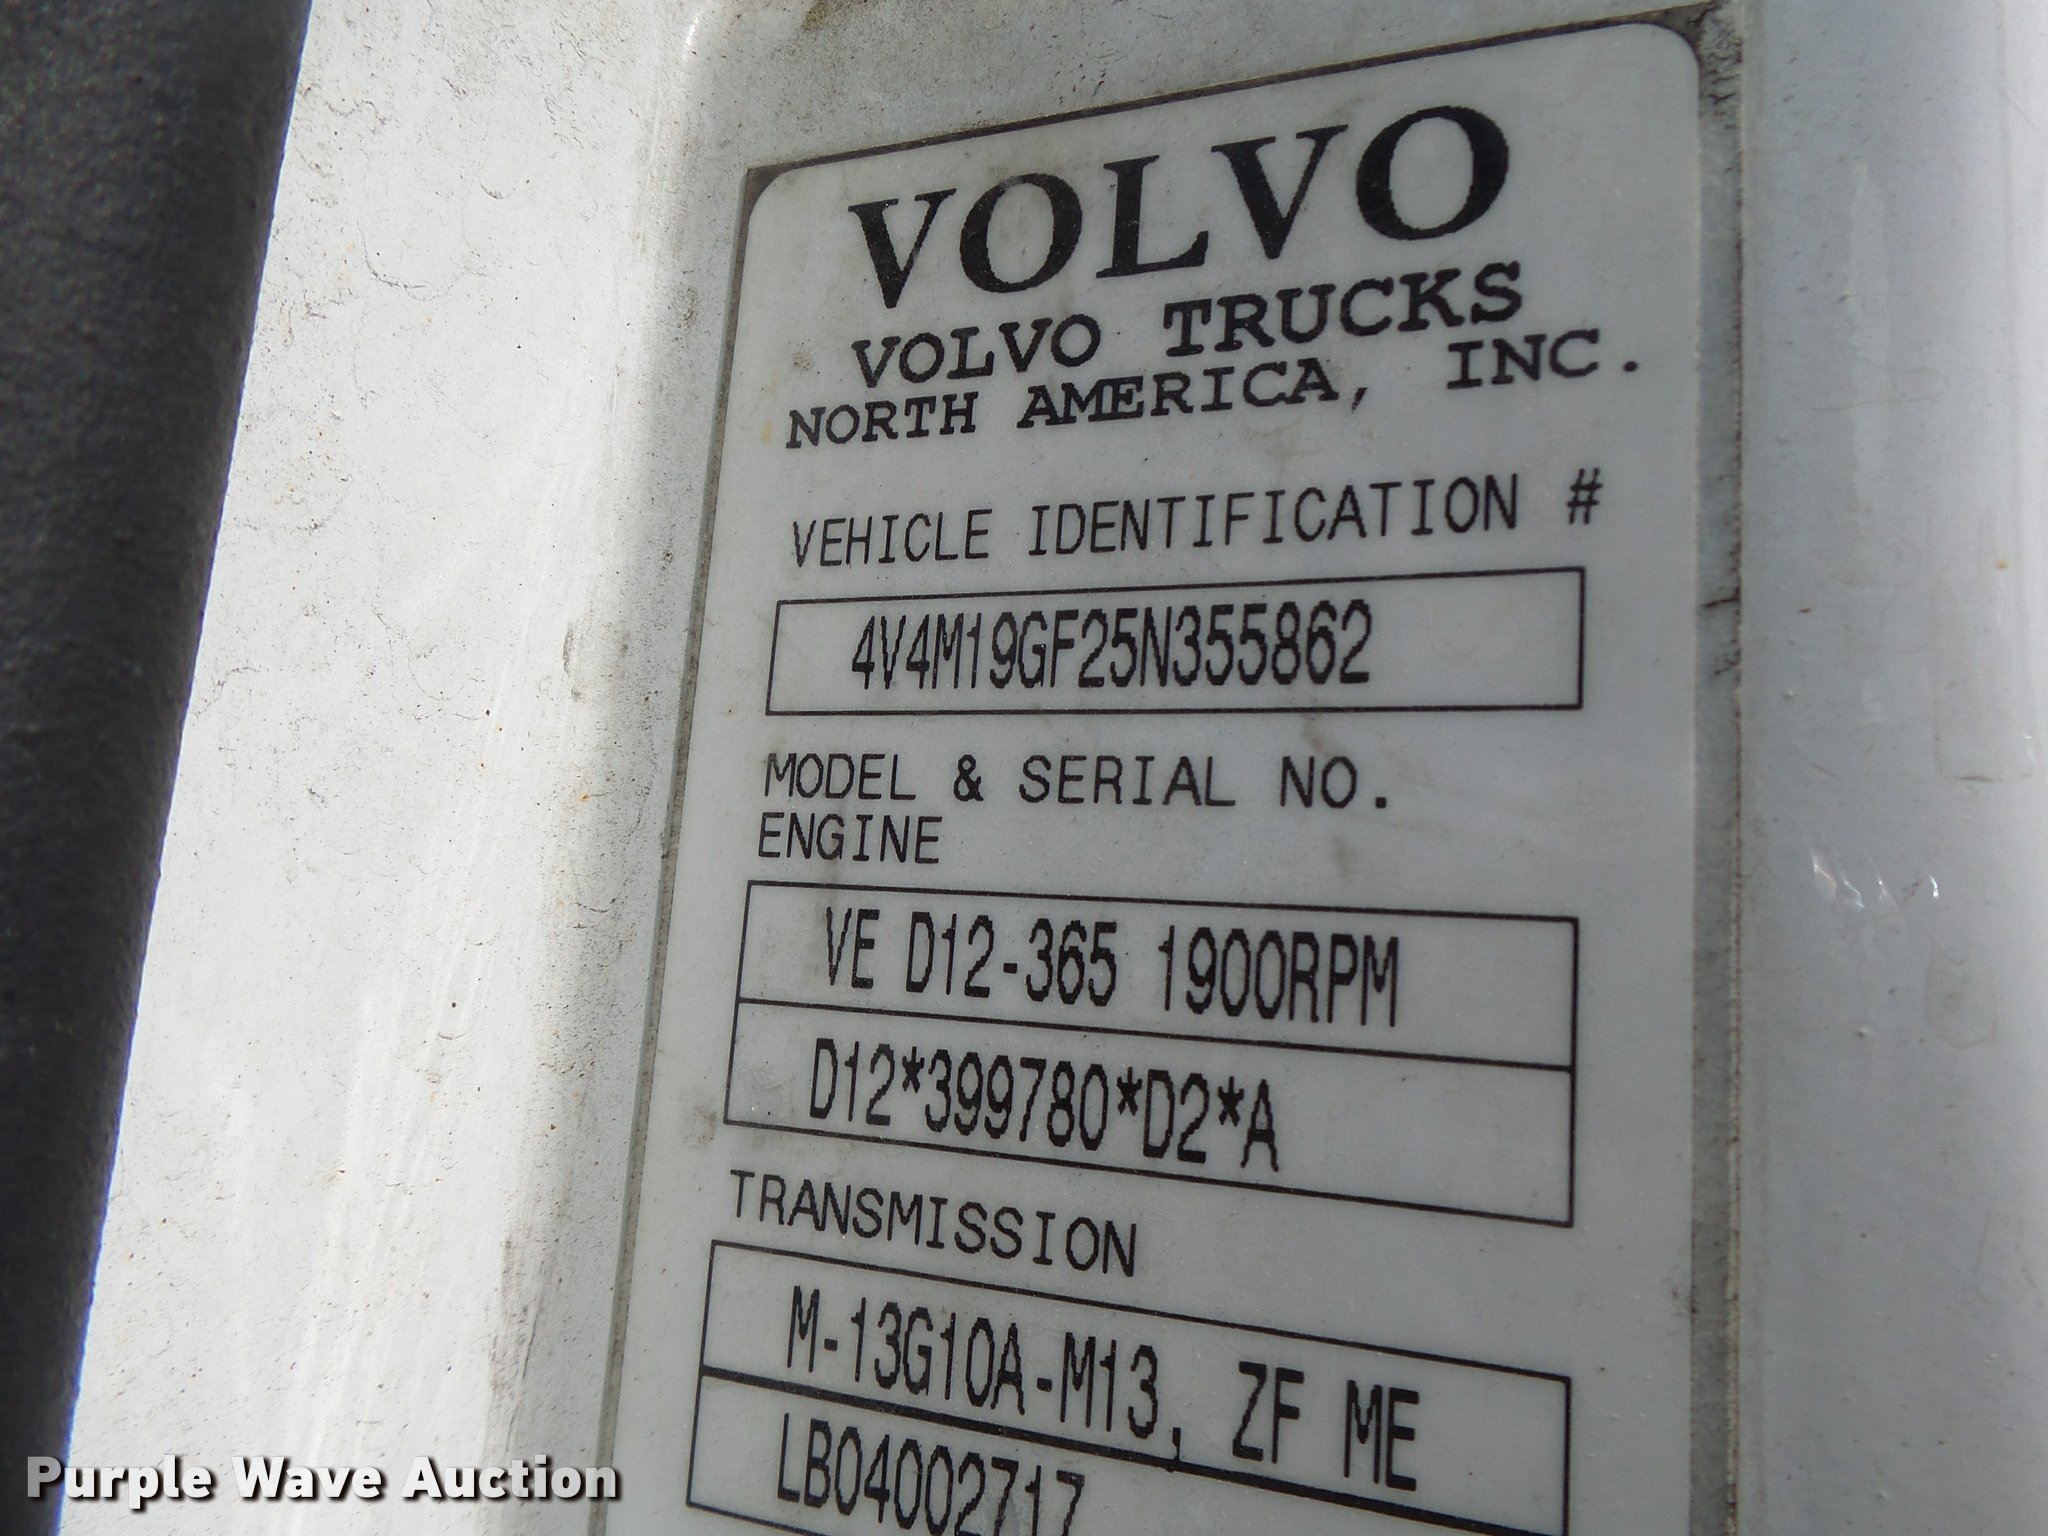 VOLVO
VOLVO TRUCKS
NORTH AMERICA, INC.
VEHICLE IDENTIFICATION #
4V4M19GF25N355862
MODEL & SERIAL NO.
ENGINE
VE D12-365 1900RPM
D12*399780*D2*A
TRANSMISSION
M-13G10A-M13, ZF ME
LB04002717
Purple Wave Auction